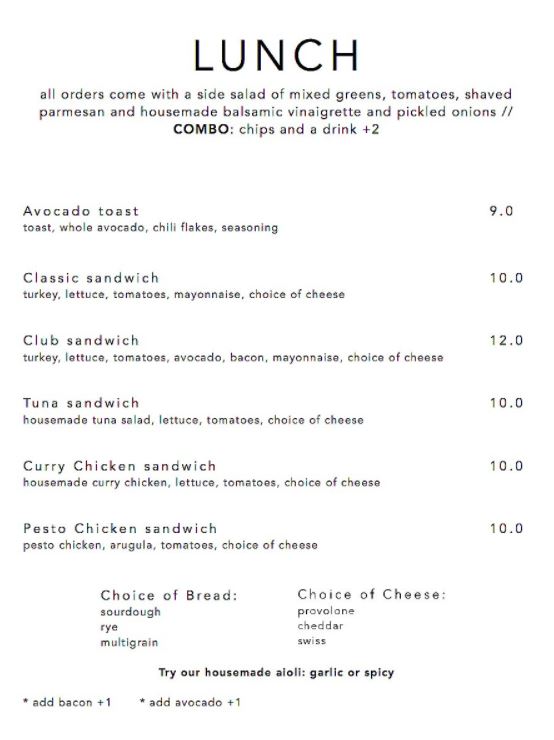 LUNCH
all orders come with a side salad of mixed greens, tomatoes, shaved
parmesan and housemade balsamic vinaigrette and pickled onions //
COMBO: chips and a drink +2
Avocado toast 9.0
toast, whole avocado, chili flakes, seasoning
Classic sandwich 10.0
turkey, lettuce, tomatoes, mayonnaise, choice of cheese
Club sandwich 12.0
turkey, lettuce, tomatoes, avocado, bacon, mayonnaise, choice of cheese
Tuna sandwich 10.0
housemade tuna salad, lettuce, tomatoes, choice of cheese
Curry Chicken sandwich 10.0
housemade curry chicken, lettuce, tomatoes, choice of cheese
Pesto Chicken sandwich 10.0
pesto chicken, arugula, tomatoes, choice of cheese
Choice of Bread:
sourdough
rye
multigrain
Choice of Cheese:
provolone
cheddar
swiss
Try our housemade aioli: garlic or spicy
* add bacon +1 * add avocado +1